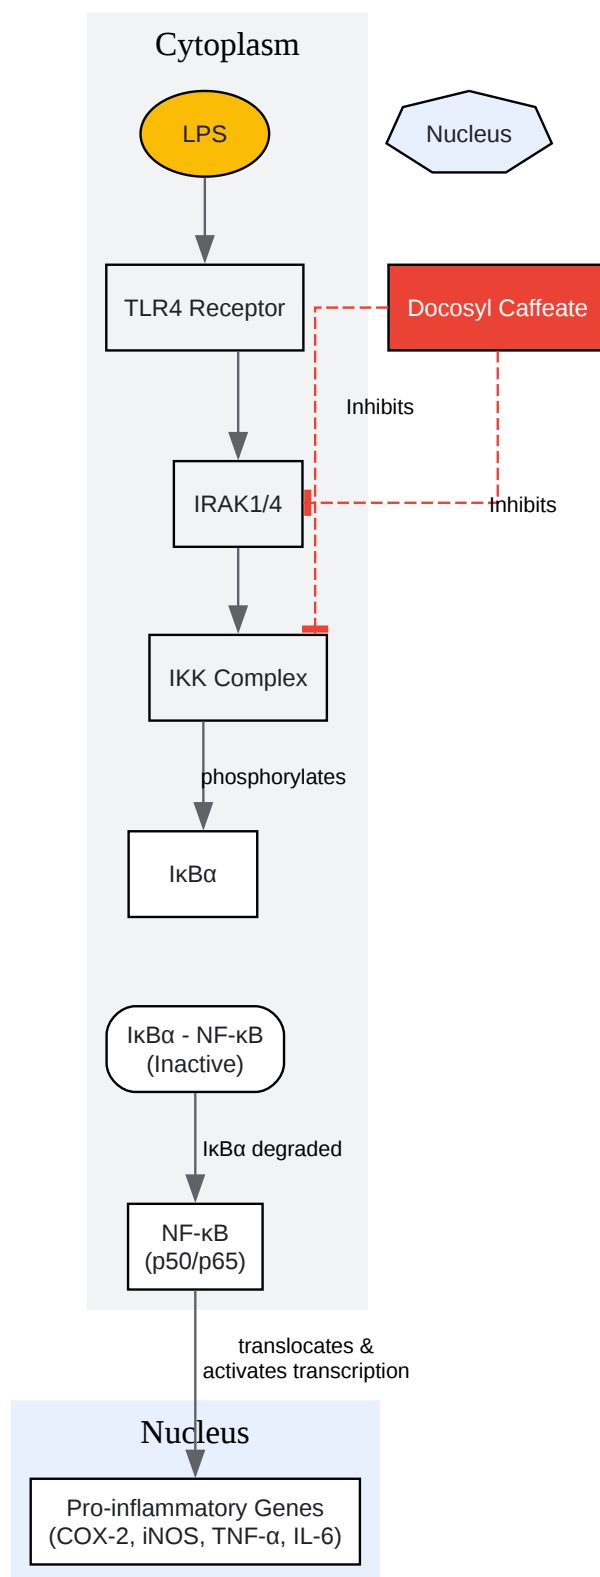 Cytoplasm
LPS
Nucleus
TLR4 Receptor
Docosyl Caffeate
Inhibits
IRAK1/4
Inhibits
IKK Complex
phosphorylates
IκBα
IκBα - NF-κB
(Inactive)
IκBα degraded
NF-κB
(p50/p65)
translocates &
activates transcription
Nucleus
Pro-inflammatory Genes
(COX-2, iNOS, TNF-α, IL-6)